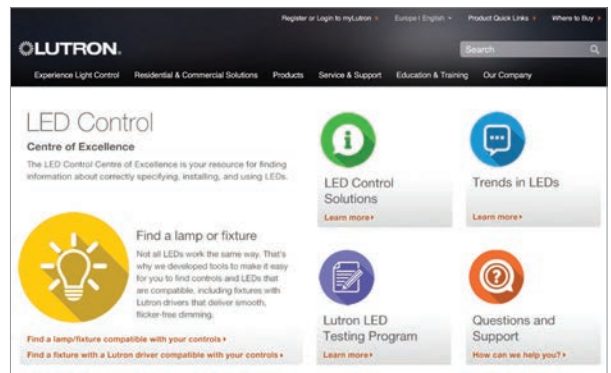 Register or Login to myLutron
Europe | English
Product Quick Links
Where to Buy
LUTRON.
Search
Experience Light Control
Residential & Commercial Solutions
Products
Service & Support
Education & Training
Our Company
LED Control
Centre of Excellence
The LED Control Centre of Excellence is your resource for finding
information about correctly specifying, installing, and using LEDs.
Find a lamp or fixture
Not all LEDs work the same way. That's
why we developed tools to make it easy
for you to find controls and LEDs that
are compatible, including fixtures with
Lutron drivers that deliver smooth,
flicker-free dimming.
Find a lamp/fixture compatible with your controls
Find a fixture with a Lutron driver compatible with your controls
LED Control
Solutions
Learn more
Trends in LEDs
Learn more
Lutron LED
Testing Program
Learn more
Questions and
Support
How can we help you?